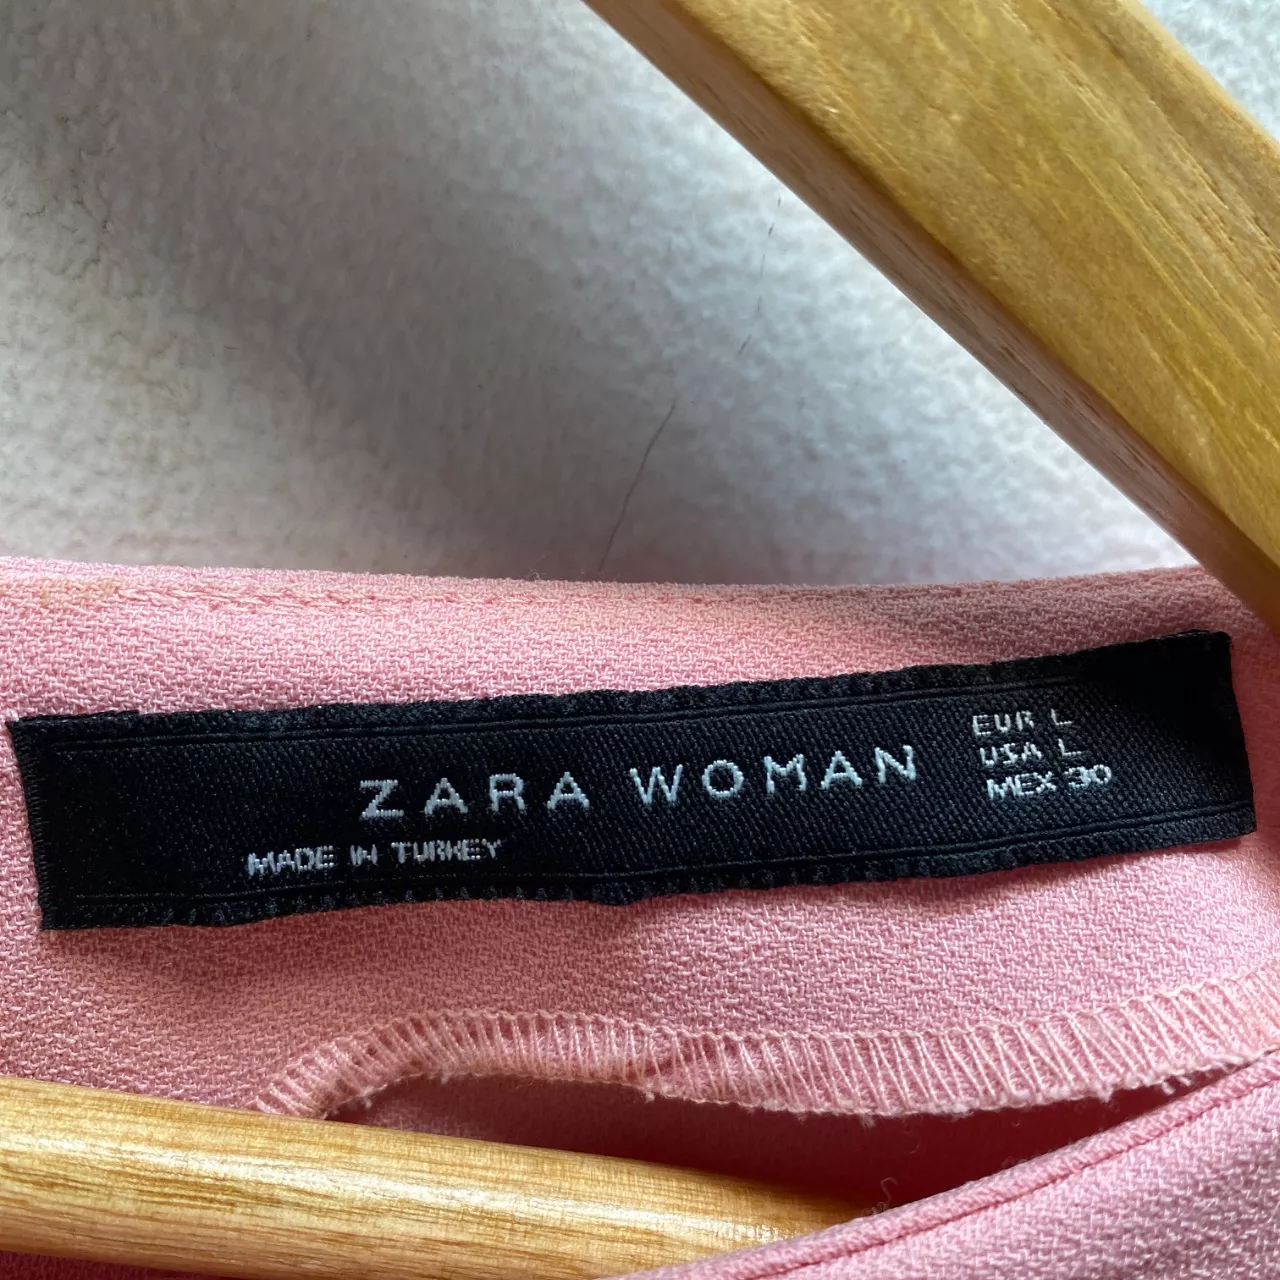 ZARA WOMAN
MADE IN TURKEY
EUR L
USA L
MEX 30